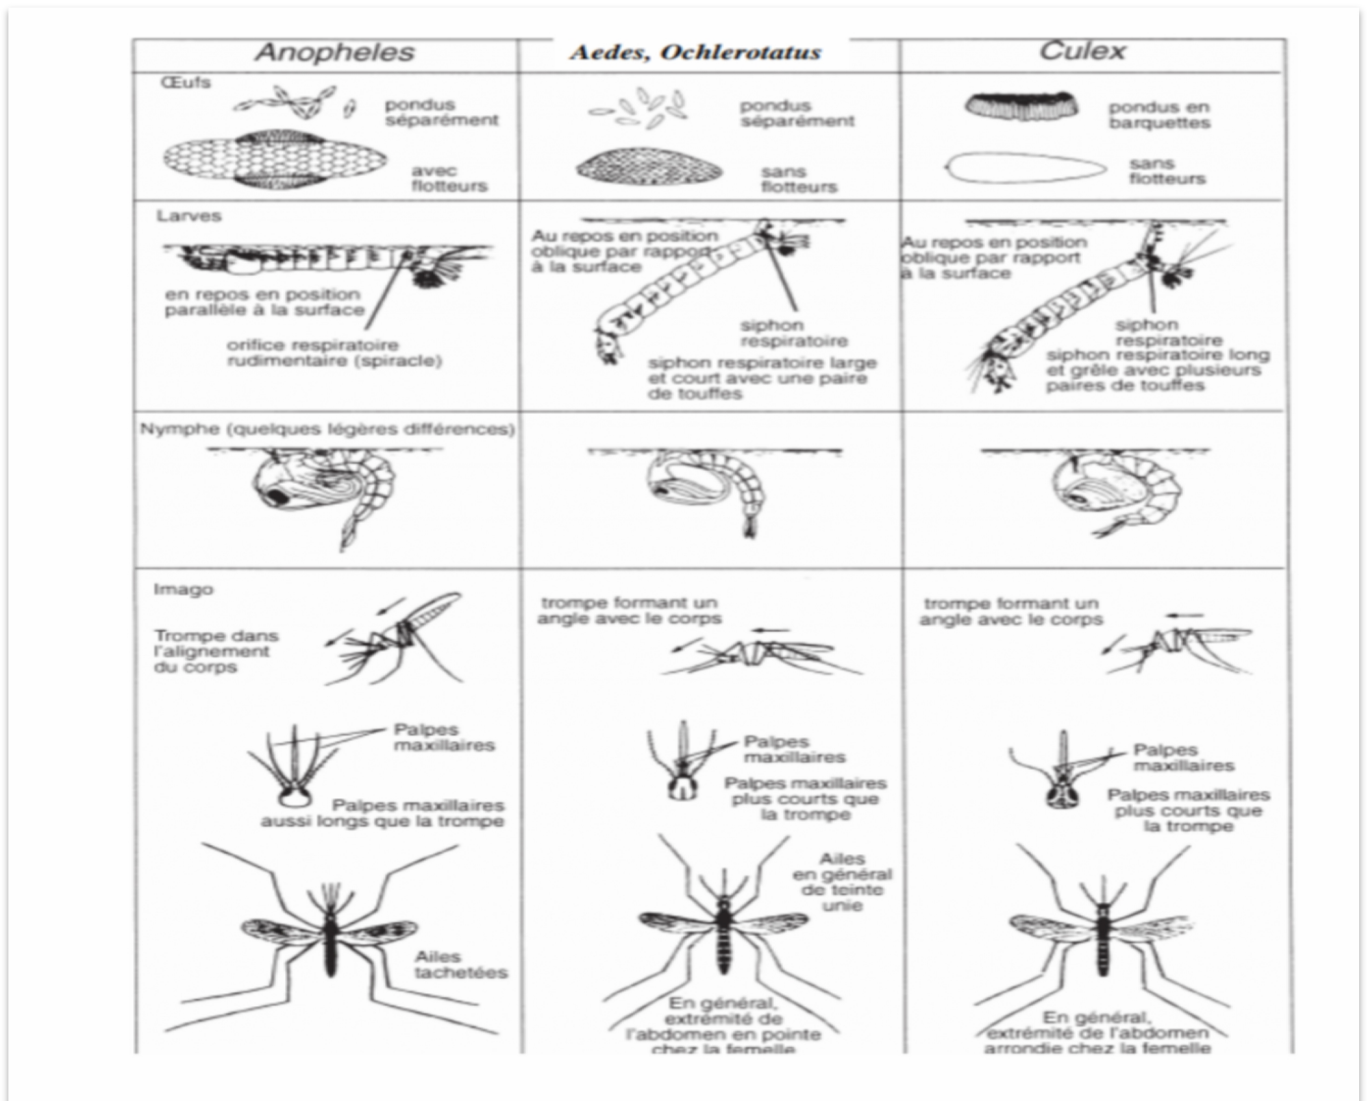 Anopheles
Aedes, Ochlerotatus
Culex
Œufs
pondus
séparément
avec
flotteurs
pondus
séparément
sans
flotteurs
pondus en
barquettes
sans
flotteurs
Larves
en repos en position
parallèle à la surface
orifice respiratoire
rudimentaire (spiracle)
Au repos en position
oblique par rapport
à la surface
siphon
respiratoire
siphon respiratoire large
et court avec une paire
de touffes
Au repos en position
oblique par rapport
à la surface
siphon
respiratoire
siphon respiratoire long
et grêle avec plusieurs
paires de touffes
Nymphe (quelques légères différences)
Imago
Trompe dans
l'alignement
du corps
Palpes
maxillaires
Palpes maxillaires
aussi longs que la trompe
Ailes
tachetées
trompe formant un
angle avec le corps
Palpes
maxillaires
Palpes maxillaires
plus courts que
la trompe
Ailes
en général
de teinte
unie
En général,
extrémité de
l'abdomen en pointe
chez la femelle
trompe formant un
angle avec le corps
Palpes
maxillaires
Palpes maxillaires
plus courts que
la trompe
En général,
extrémité de l'abdomen
arrondie chez la femelle